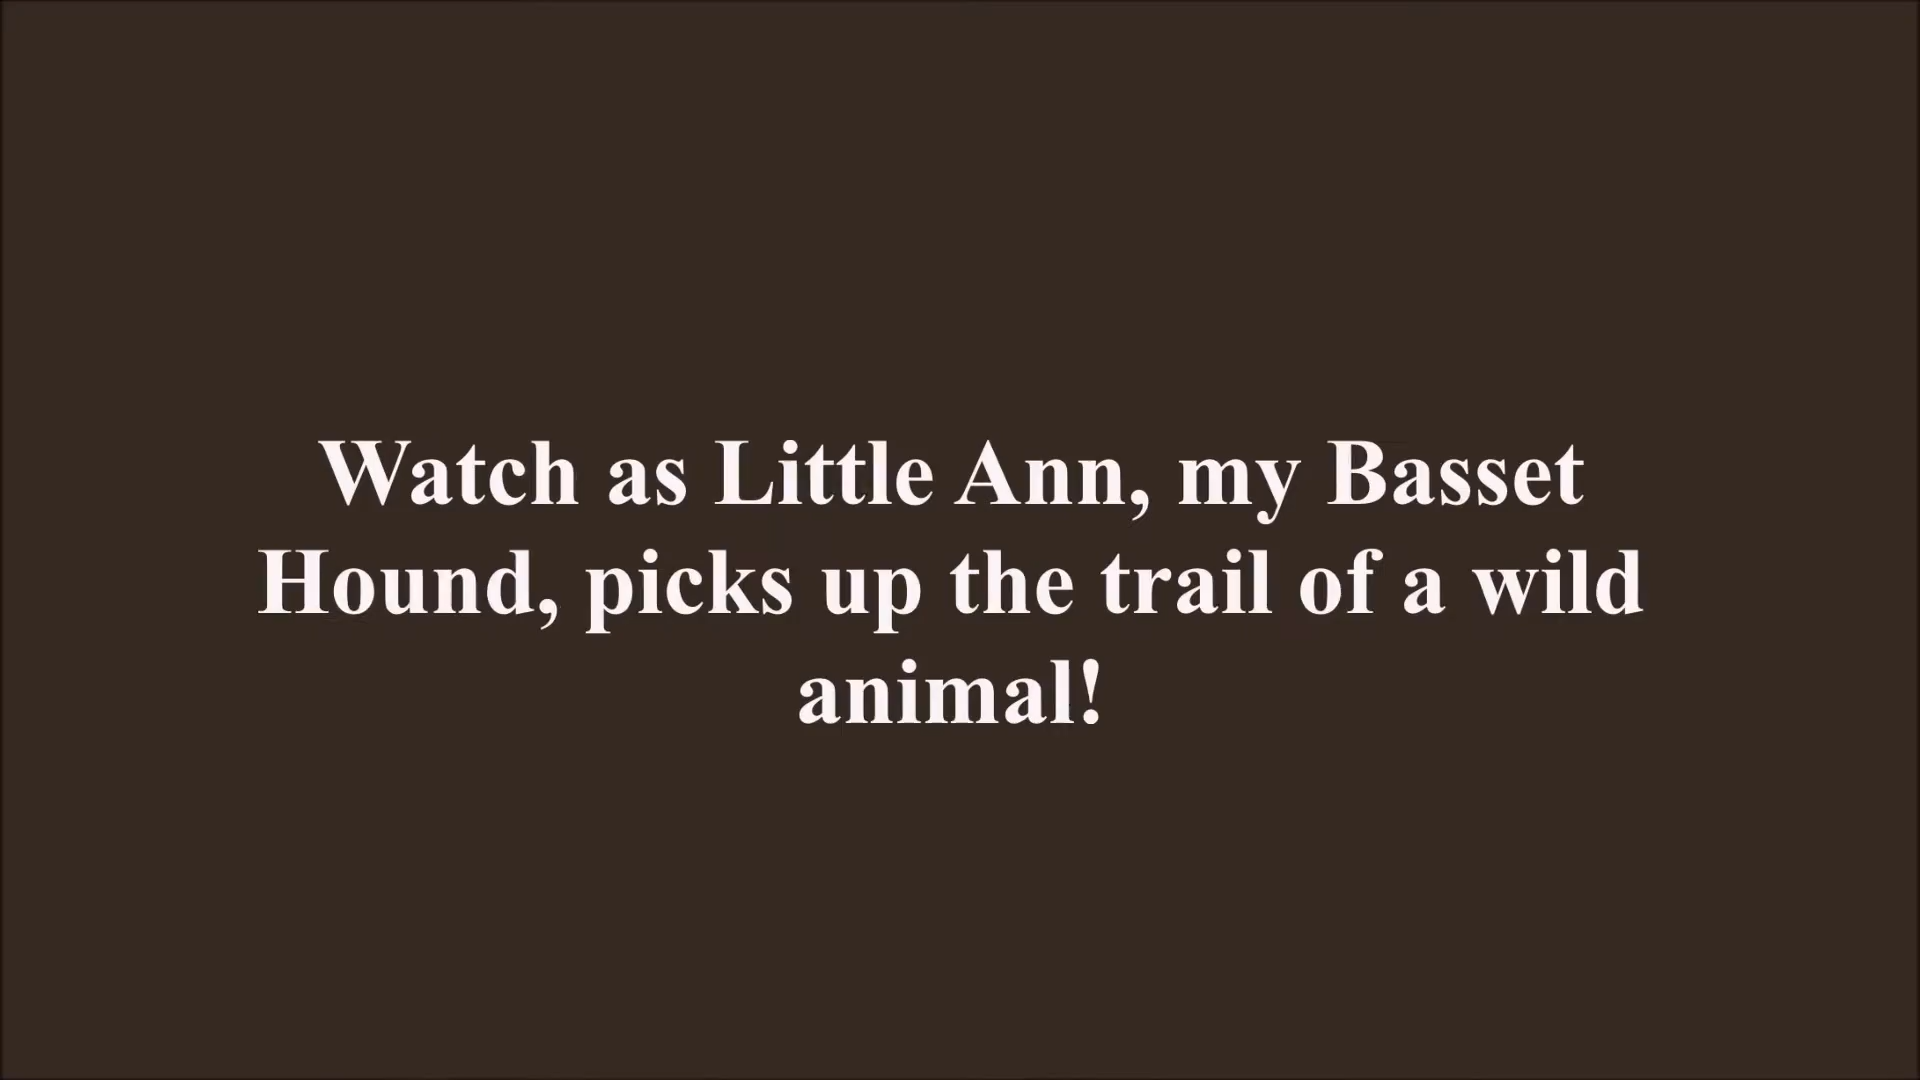 Watch as Little Ann, my Basset
Hound, picks up the trail of a wild
animal!